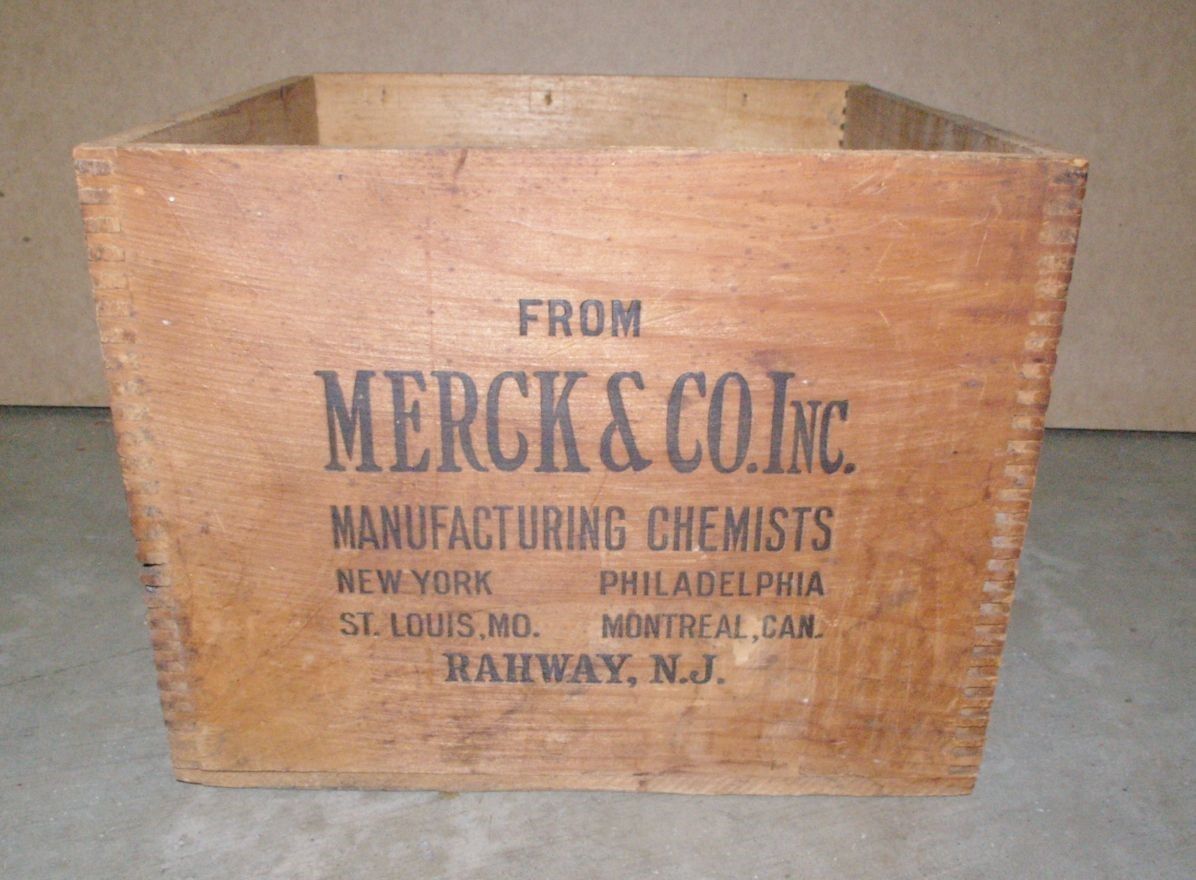 FROM
MERCK & CO. INC.
MANUFACTURING CHEMISTS
NEW YORK PHILADELPHIA
ST. LOUIS, MO. MONTREAL, CAN.
RAHWAY, N.J.